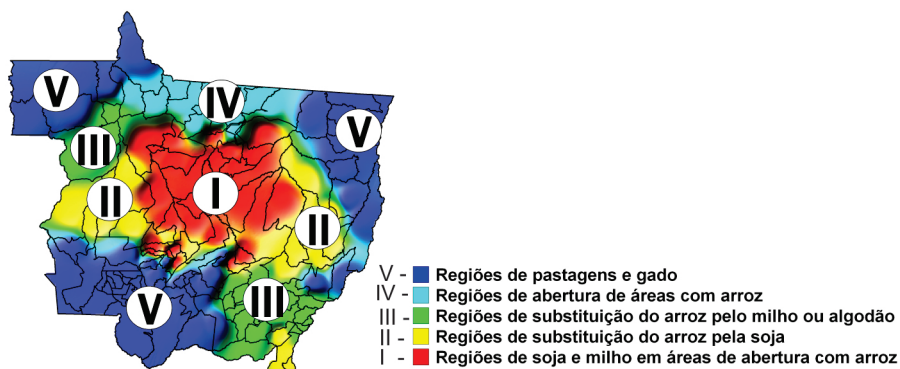 V
IV
V
III
I
II
II
III
V
V - Regiões de pastagens e gado
IV - Regiões de abertura de áreas com arroz
III - Regiões de substituição do arroz pelo milho ou algodão
II - Regiões de substituição do arroz pela soja
I - Regiões de soja e milho em áreas de abertura com arroz